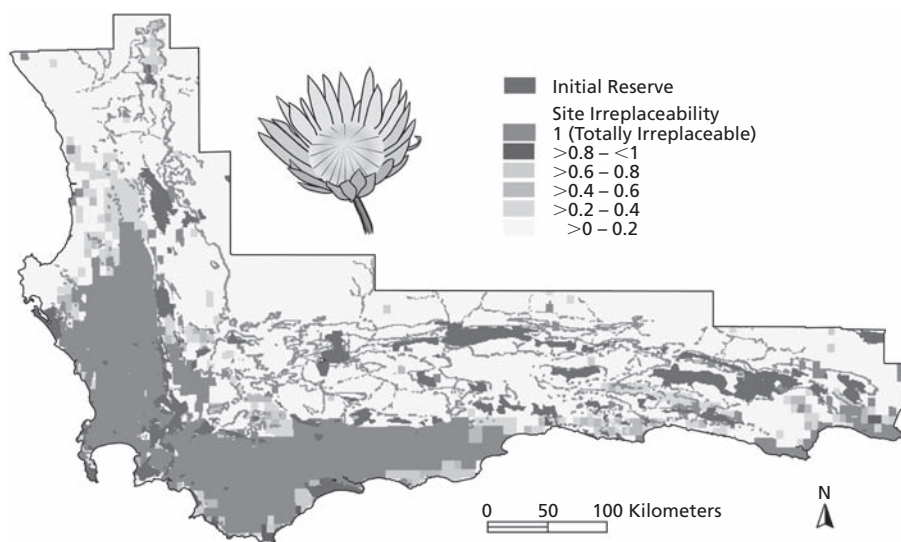 Initial Reserve
Site Irreplaceability
1 (Totally Irreplaceable)
>0.8 – <1
>0.6 – 0.8
>0.4 – 0.6
>0.2 – 0.4
>0 – 0.2
0 50 100 Kilometers
N